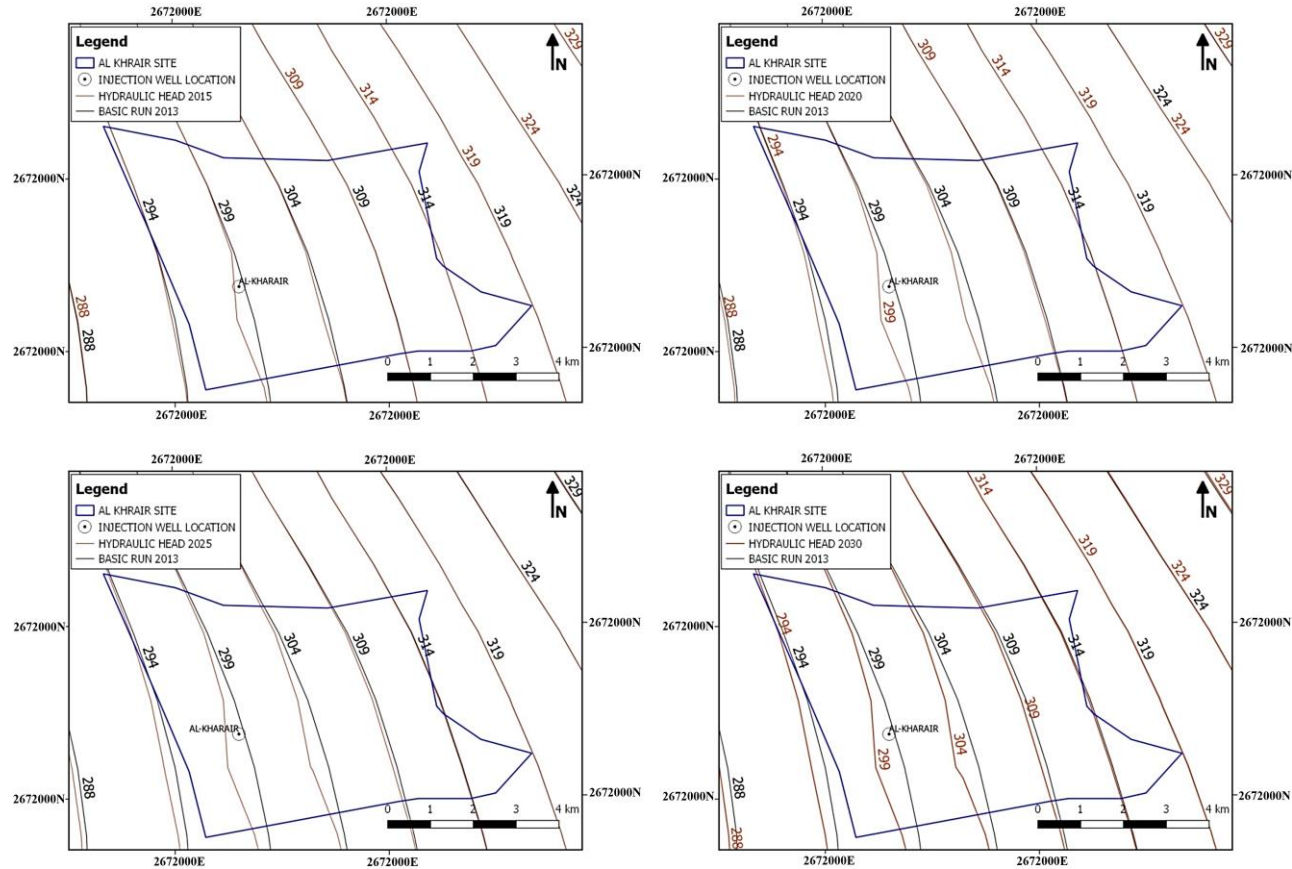 2672000E 2672000E
Legend
AL KHRAIR SITE
INJECTION WELL LOCATION
HYDRAULIC HEAD 2015
BASIC RUN 2013
309
314
329
324
N
319
2672000N
2672000N
294
299
304
309
314
319
324
AL-KHARAIR
288
288
2672000N
2672000N
0 1 2 3 4 km
2672000E 2672000E
2672000E 2672000E
Legend
AL KHRAIR SITE
INJECTION WELL LOCATION
HYDRAULIC HEAD 2020
BASIC RUN 2013
309
314
319
324
329
324
N
294
2672000N
2672000N
294
299
304
309
314
319
AL-KHARAIR
299
288
288
2672000N
2672000N
0 1 2 3 4 km
2672000E 2672000E
2672000E 2672000E
Legend
AL KHRAIR SITE
INJECTION WELL LOCATION
HYDRAULIC HEAD 2025
BASIC RUN 2013
329
324
N
2672000N
2672000N
294
299
304
309
314
319
AL-KHARAIR
288
2672000N
2672000N
0 1 2 3 4 km
2672000E 2672000E
2672000E 2672000E
Legend
AL KHRAIR SITE
INJECTION WELL LOCATION
HYDRAULIC HEAD 2030
BASIC RUN 2013
314
319
324
329
324
N
294
2672000N
2672000N
294
299
304
309
314
319
309
AL-KHARAIR
299
304
288
288
2672000N
2672000N
0 1 2 3 4 km
2672000E 2672000E